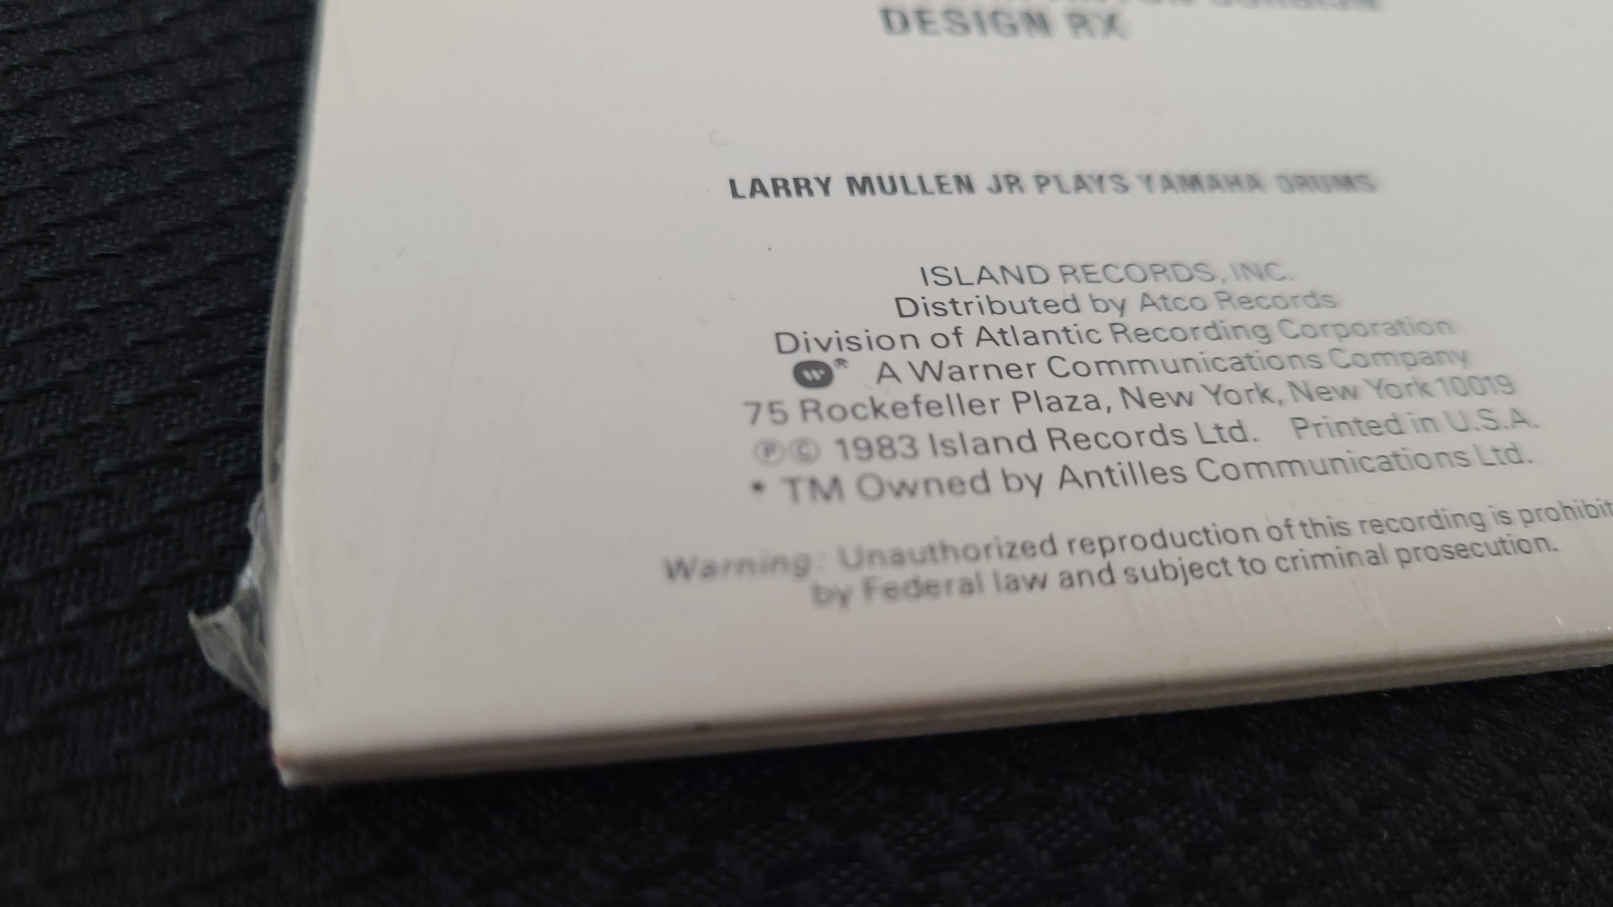 DESIGN RX
LARRY MULLEN JR PLAYS YAMAHA DRUMS
ISLAND RECORDS, INC.
Distributed by Atco Records
Division of Atlantic Recording Corporation
W® A Warner Communications Company
75 Rockefeller Plaza, New York, New York 10019
℗© 1983 Island Records Ltd. Printed in U.S.A.
* TM Owned by Antilles Communications Ltd.
Warning: Unauthorized reproduction of this recording is prohibit
by Federal law and subject to criminal prosecution.